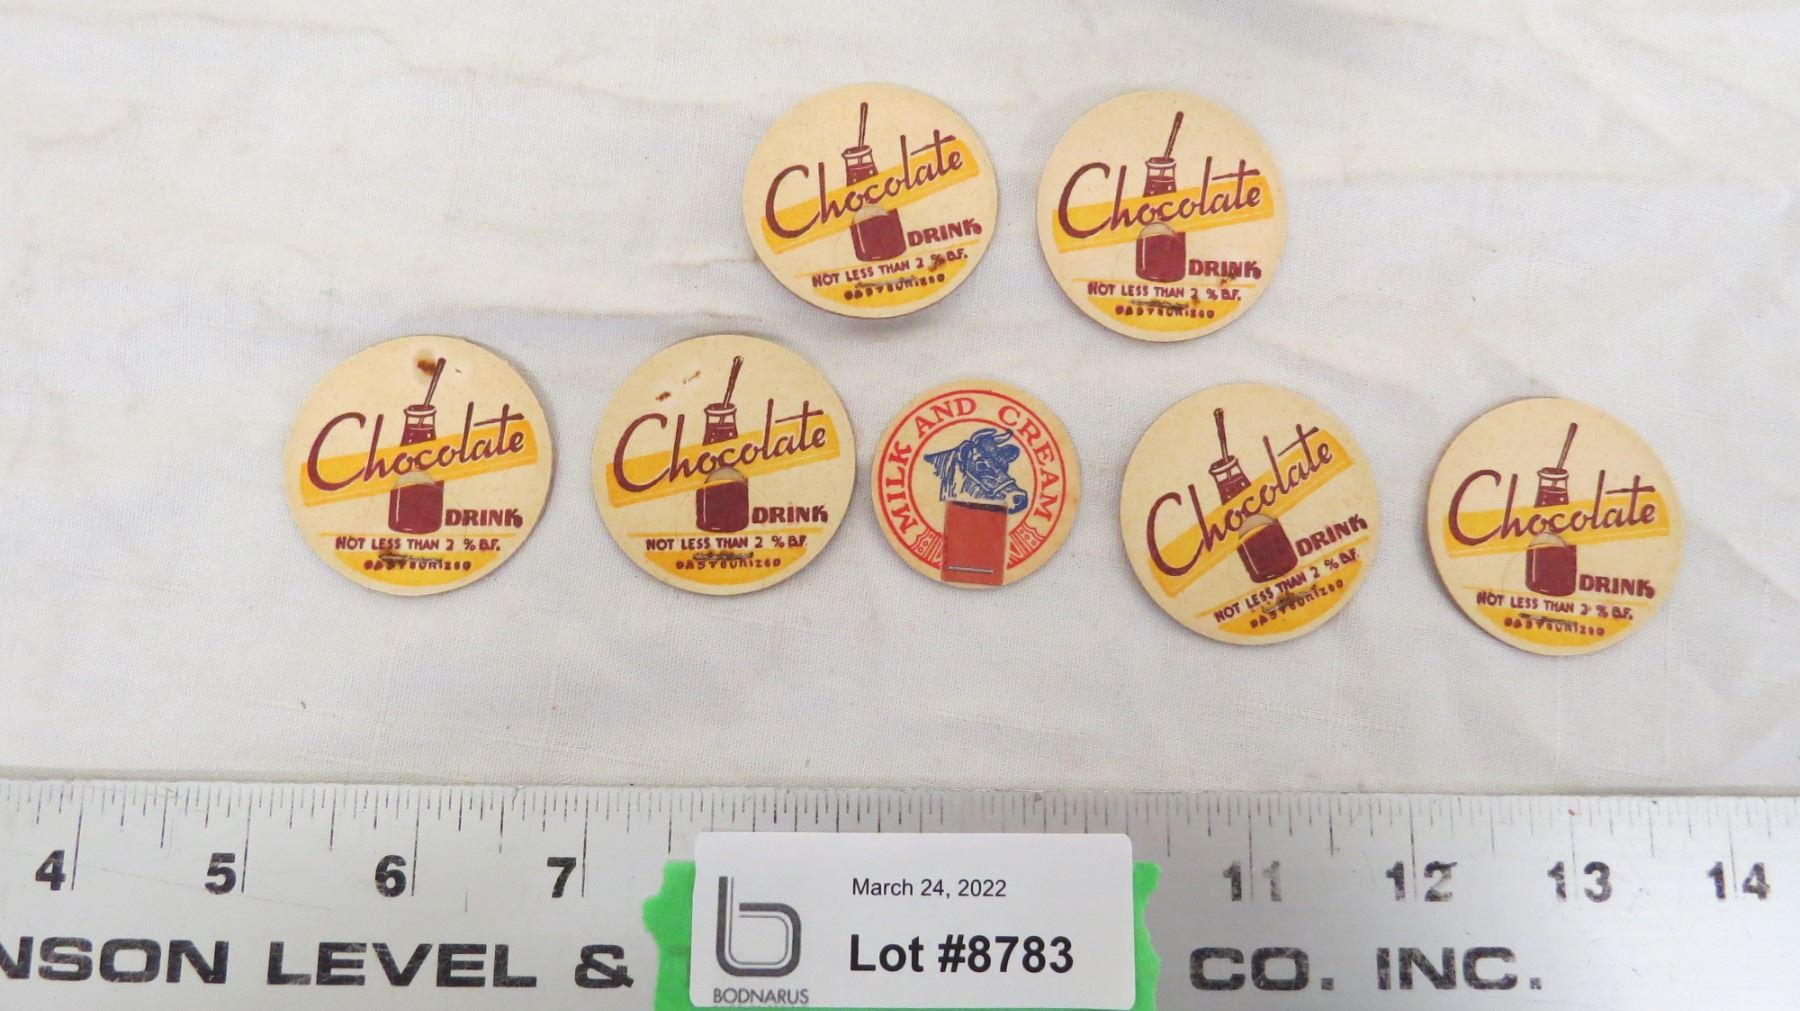 Chocolate
DRINK
NOT LESS THAN 2 % B.F.
PASTEURIZED
Chocolate
DRINK
NOT LESS THAN 2 % B.F.
PASTEURIZED
Chocolate
DRINK
NOT LESS THAN 2 % B.F.
PASTEURIZED
Chocolate
DRINK
NOT LESS THAN 2 % B.F.
PASTEURIZED
MILK AND CREAM
Chocolate
DRINK
NOT LESS THAN 2 % B.F.
PASTEURIZED
Chocolate
DRINK
NOT LESS THAN 2 % B.F.
PASTEURIZED
4 5 6 7 11 12 13 14
NSON LEVEL & CO. INC.
March 24, 2022
Lot #8783
BODNARUS